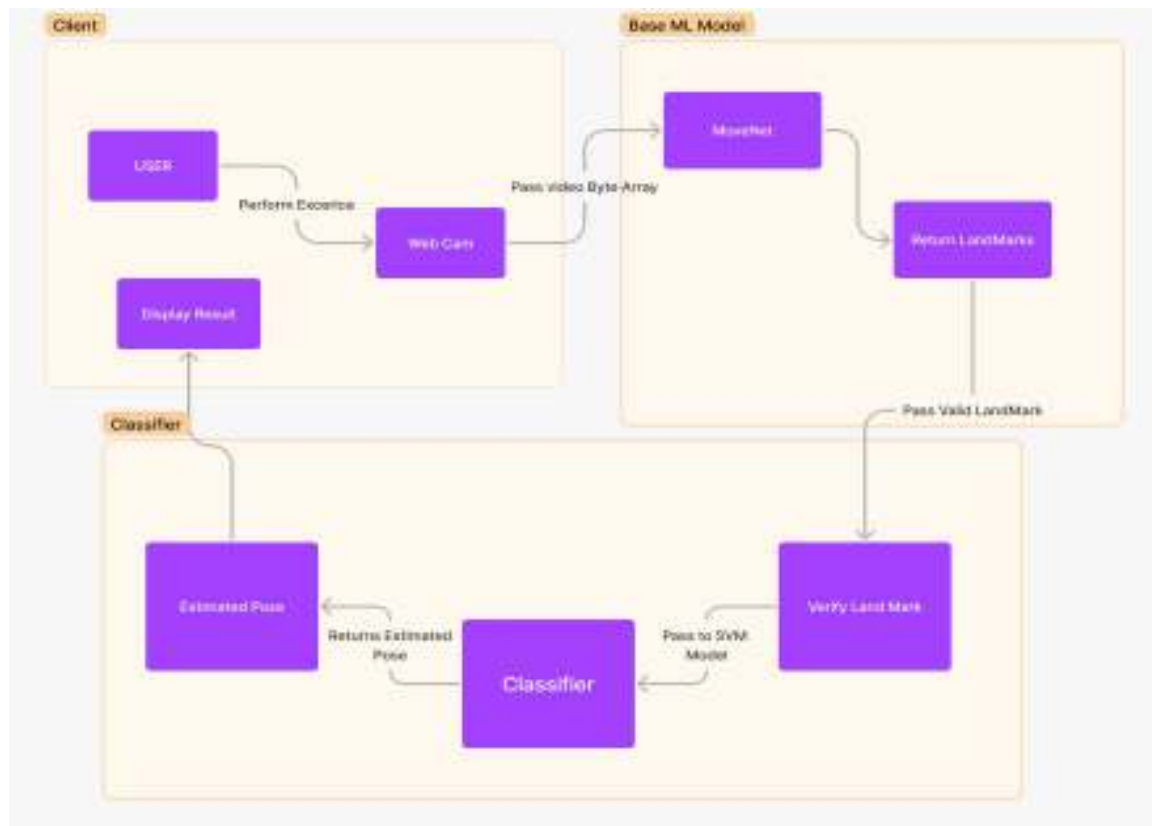 Client
Base ML Model
MoveNet
USER
Pass video Byte-Array
Perform Excerice
Web Cam
Return LandMarks
Display Result
Pass Valid LandMark
Classifier
Estimated Pose
Verify Land Mark
Returns Estimated
Pose
Pass to SVM
Model
Classifier